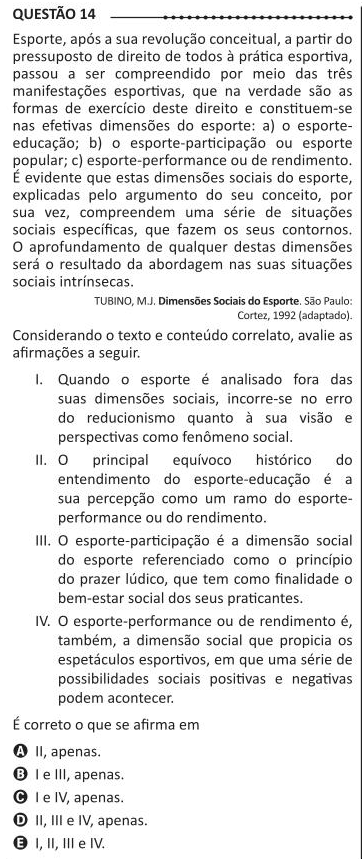 QUESTÃO 14
Esporte, após a sua revolução conceitual, a partir do
pressuposto de direito de todos à prática esportiva,
passou a ser compreendido por meio das três
manifestações esportivas, que na verdade são as
formas de exercício deste direito e constituem-se
nas efetivas dimensões do esporte: a) o esporte-
educação; b) o esporte-participação ou esporte
popular; c) esporte-performance ou de rendimento.
É evidente que estas dimensões sociais do esporte,
explicadas pelo argumento do seu conceito, por
sua vez, compreendem uma série de situações
sociais específicas, que fazem os seus contornos.
O aprofundamento de qualquer destas dimensões
será o resultado da abordagem nas suas situações
sociais intrínsecas.
TUBINO, M.J. Dimensões Sociais do Esporte. São Paulo:
Cortez, 1992 (adaptado).
Considerando o texto e conteúdo correlato, avalie as
afirmações a seguir.
I. Quando o esporte é analisado fora das
suas dimensões sociais, incorre-se no erro
do reducionismo quanto à sua visão e
perspectivas como fenômeno social.
II. O principal equívoco histórico do
entendimento do esporte-educação é a
sua percepção como um ramo do esporte-
performance ou do rendimento.
III. O esporte-participação é a dimensão social
do esporte referenciado como o princípio
do prazer lúdico, que tem como finalidade o
bem-estar social dos seus praticantes.
IV. O esporte-performance ou de rendimento é,
também, a dimensão social que propicia os
espetáculos esportivos, em que uma série de
possibilidades sociais positivas e negativas
podem acontecer.
É correto o que se afirma em
A II, apenas.
B I e III, apenas.
C I e IV, apenas.
D II, III e IV, apenas.
E I, II, III e IV.